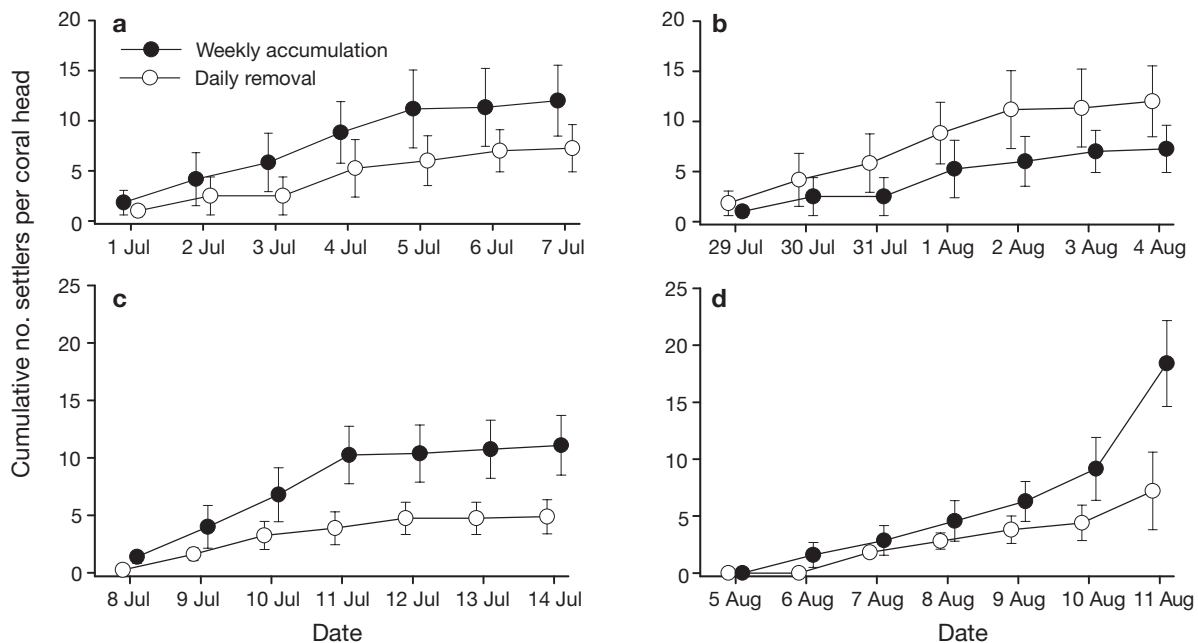 Cumulative no. settlers per coral head
a
20
15
10
5
0
Weekly accumulation
Daily removal
1 Jul 2 Jul 3 Jul 4 Jul 5 Jul 6 Jul 7 Jul
b
20
15
10
5
0
29 Jul 30 Jul 31 Jul 1 Aug 2 Aug 3 Aug 4 Aug
c
25
20
15
10
5
0
8 Jul 9 Jul 10 Jul 11 Jul 12 Jul 13 Jul 14 Jul
Date
d
25
20
15
10
5
0
5 Aug 6 Aug 7 Aug 8 Aug 9 Aug 10 Aug 11 Aug
Date